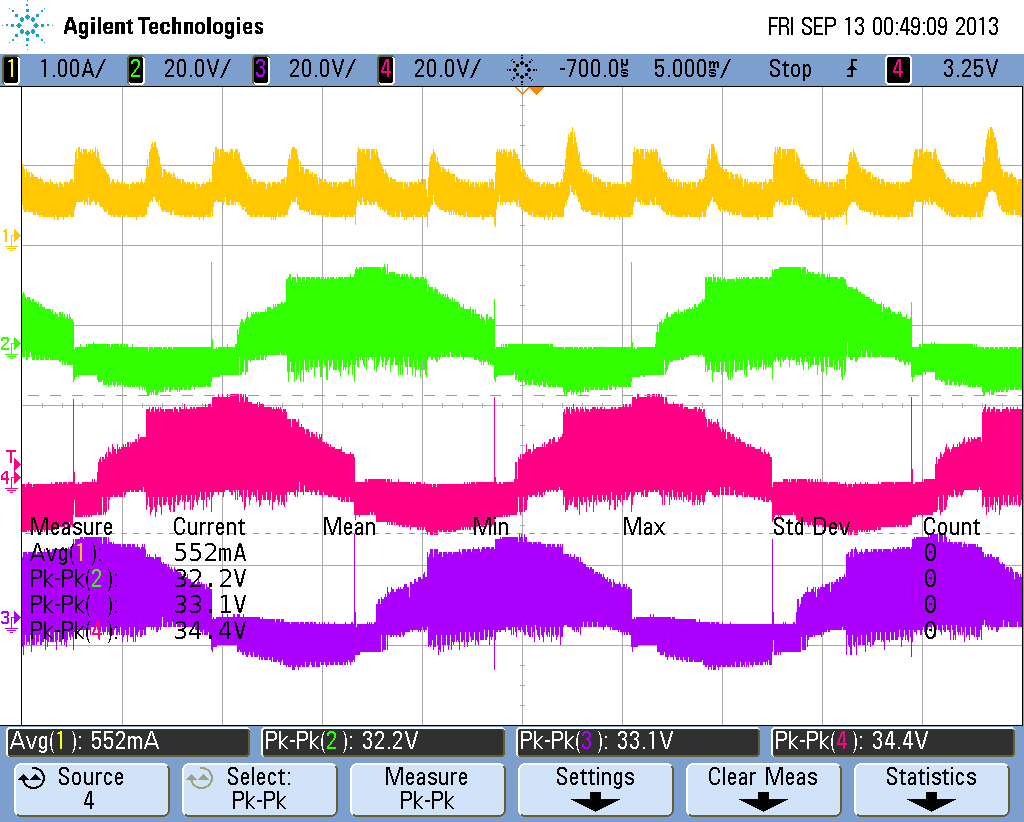 Agilent Technologies
FRI SEP 13 00:49:09 2013
1 1.00A/ 2 20.0V/ 3 20.0V/ 4 20.0V/ -700.0µs 5.000ms/ Stop 4 3.25V
1
2
T
4
Measure Current Mean Min Max Std Dev Count
Avg(1): 552mA 0
Pk-Pk(2): 32.2V 0
Pk-Pk( ): 33.1V 0
3
Pk-Pk(4): 34.4V 0
Avg(1): 552mA Pk-Pk(2): 32.2V Pk-Pk(3): 33.1V Pk-Pk(4): 34.4V
Source Select: Measure Settings Clear Meas Statistics
4 Pk-Pk Pk-Pk